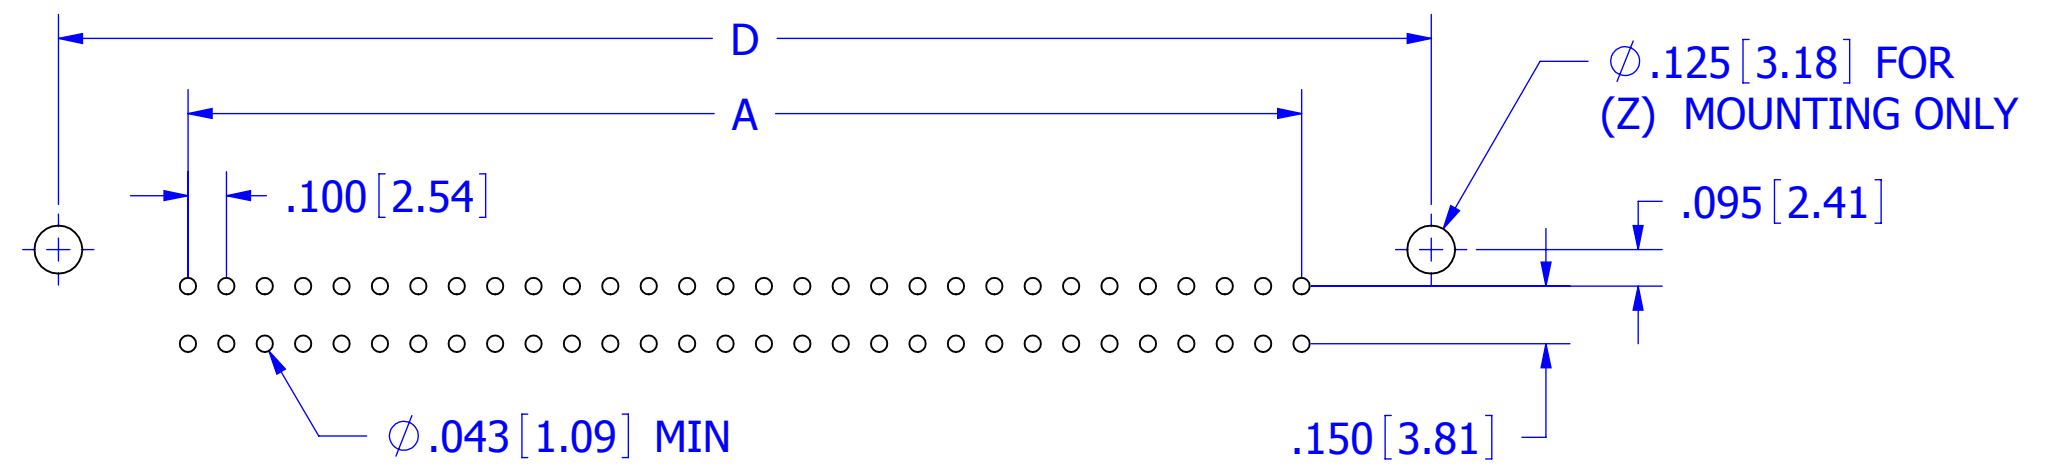 D
⌀.125[3.18] FOR
(Z) MOUNTING ONLY
A
.100[2.54]
.095[2.41]
⌀.043[1.09] MIN
.150[3.81]